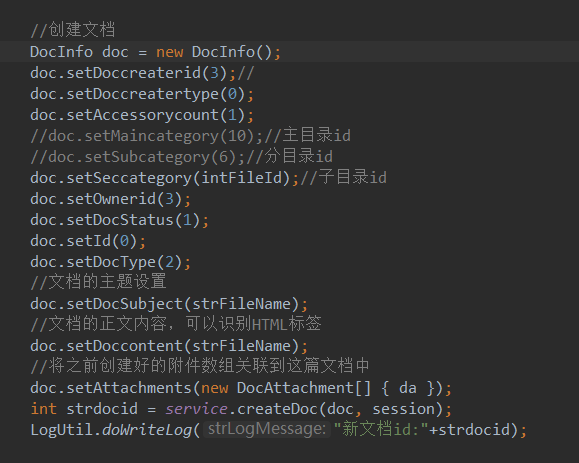 //创建文档
DocInfo doc = new DocInfo();
doc.setDoccreaterid(3);//
doc.setDoccreatertype(0);
doc.setAccessorycount(1);
//doc.setMaincategory(10);//主目录id
//doc.setSubcategory(6);//分目录id
doc.setSeccategory(intFileId);//子目录id
doc.setOwnerid(3);
doc.setDocStatus(1);
doc.setId(0);
doc.setDocType(2);
//文档的主题设置
doc.setDocSubject(strFileName);
//文档的正文内容，可以识别HTML标签
doc.setDoccontent(strFileName);
//将之前创建好的附件数组关联到这篇文档中
doc.setAttachments(new DocAttachment[] { da });
int strdocid = service.createDoc(doc, session);
LogUtil.doWriteLog( strLogMessage: "新文档id:"+strdocid);